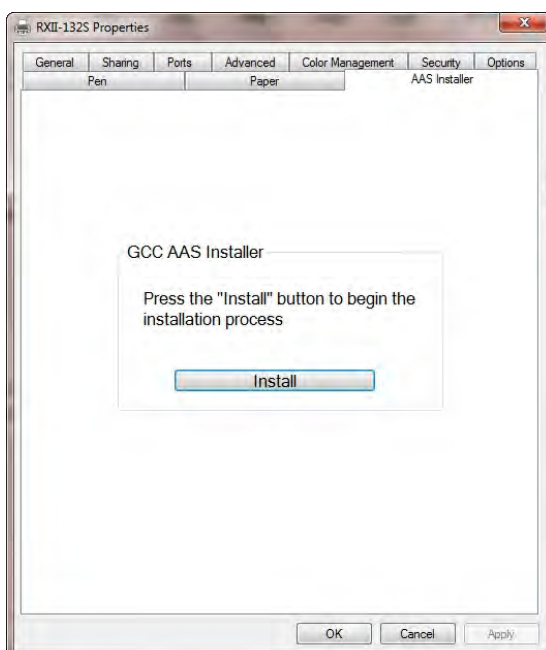 RXII-132S Properties
General Sharing Ports Advanced Color Management Security Options
Pen Paper AAS Installer
GCC AAS Installer
Press the "Install" button to begin the
installation process
Install
OK Cancel Apply